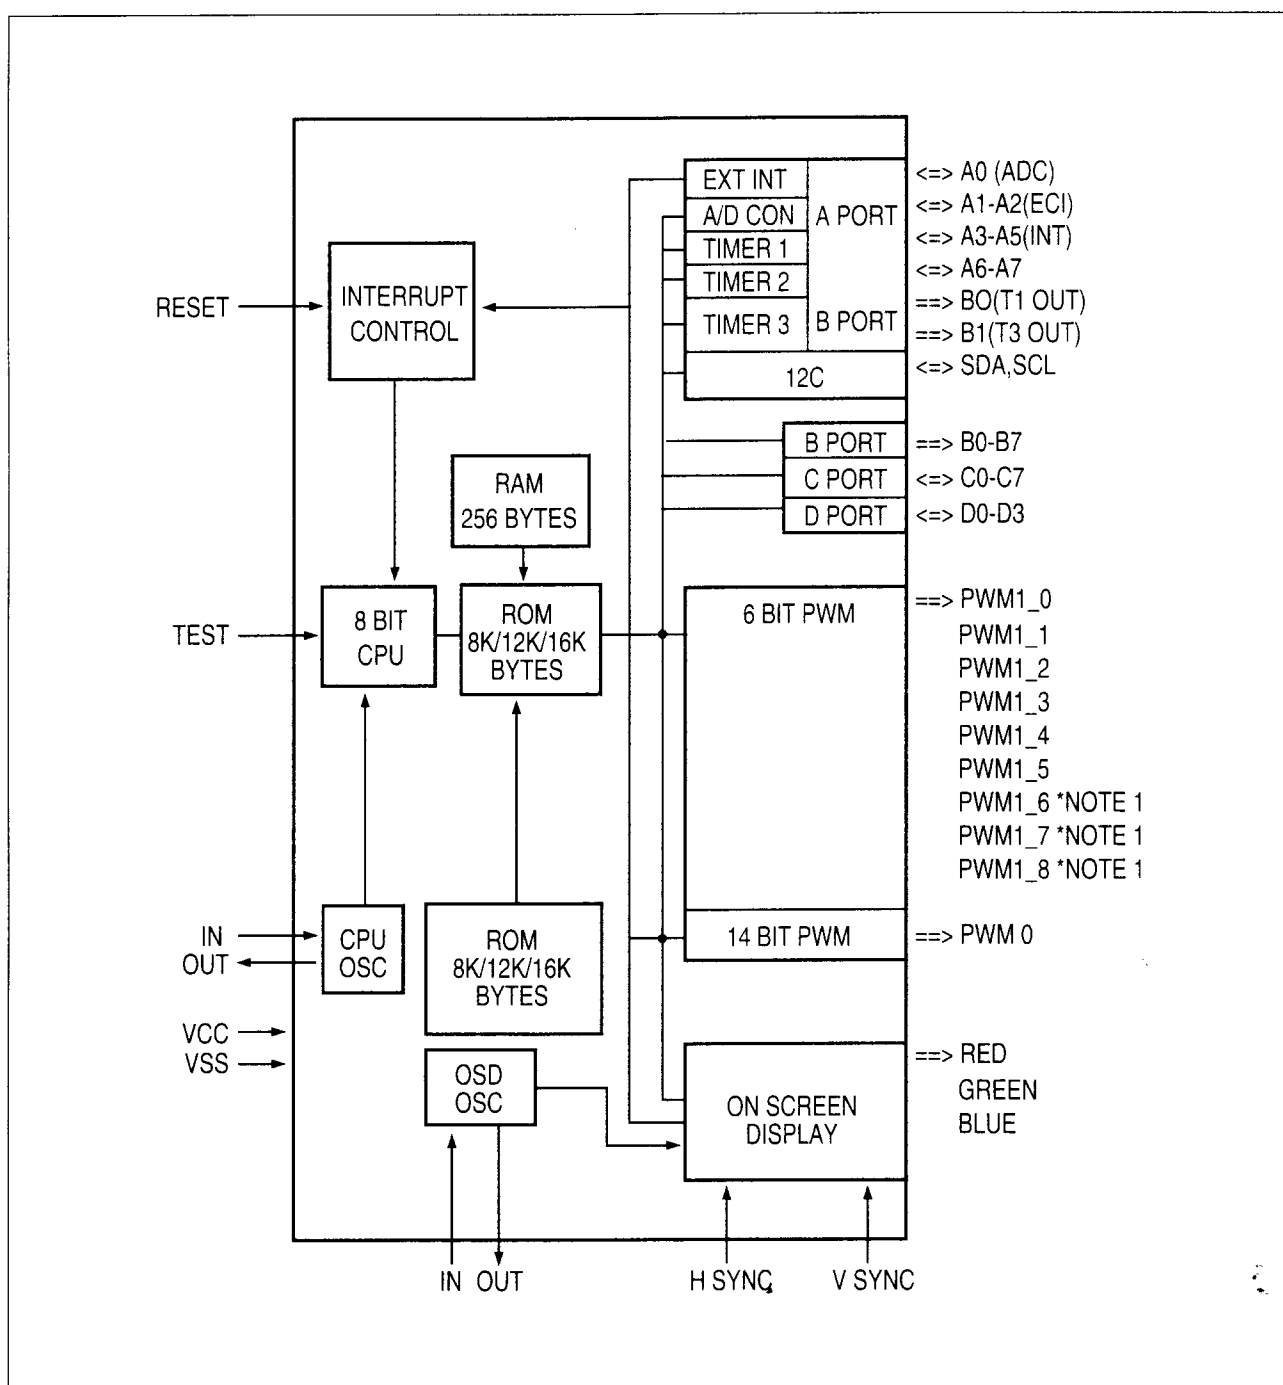 EXT INT
A/D CON
TIMER 1
TIMER 2
TIMER 3
A PORT
B PORT
12C
<=> A0 (ADC)
<=> A1-A2(ECI)
<=> A3-A5(INT)
<=> A6-A7
==> BO(T1 OUT)
==> B1(T3 OUT)
<=> SDA,SCL
RESET
INTERRUPT
CONTROL
B PORT
C PORT
D PORT
==> B0-B7
<=> C0-C7
<=> D0-D3
RAM
256 BYTES
TEST
8 BIT
CPU
ROM
8K/12K/16K
BYTES
6 BIT PWM
==> PWM1_0
PWM1_1
PWM1_2
PWM1_3
PWM1_4
PWM1_5
PWM1_6 *NOTE 1
PWM1_7 *NOTE 1
PWM1_8 *NOTE 1
IN
OUT
CPU
OSC
ROM
8K/12K/16K
BYTES
14 BIT PWM
==> PWM 0
VCC
VSS
OSD
OSC
ON SCREEN
DISPLAY
==> RED
GREEN
BLUE
IN OUT
H SYNC
V SYNC